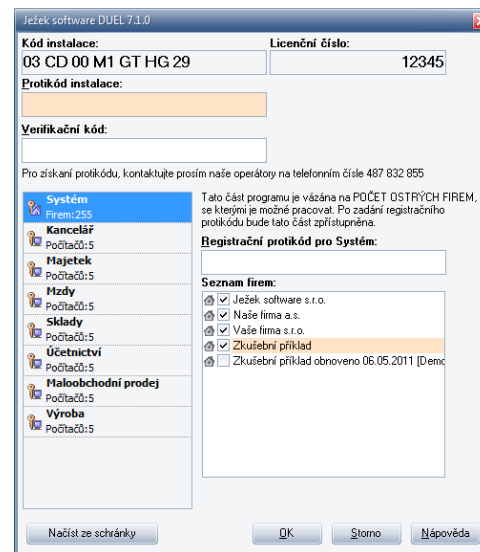 Ježek software DUEL 7.1.0
Kód instalace:
Licenční číslo:
03 CD 00 M1 GT HG 29
12345
Protikód instalace:
Verifikační kód:
Pro získaní protikódu, kontaktujte prosím naše operátory na telefonním čísle 487 832 855
Systém
Firem:255
Kancelář
Počítačů:5
Majetek
Počítačů:5
Mzdy
Počítačů:5
Sklady
Počítačů:5
Účetnictví
Počítačů:5
Maloobchodní prodej
Počítačů:5
Výroba
Počítačů:5
Tato část programu je vázána na POČET OSTRÝCH FIREM,
se kterými je možné pracovat. Po zadání registračního
protikódu bude tato část zpřístupněna.
Registrační protikód pro Systém:
Seznam firem:
Ježek software s.r.o.
Naše firma a.s.
Vaše firma s.r.o.
Zkušební příklad
Zkušební příklad obnoveno 06.05.2011 [Demo
Načíst ze schránky
OK
Storno
Nápověda